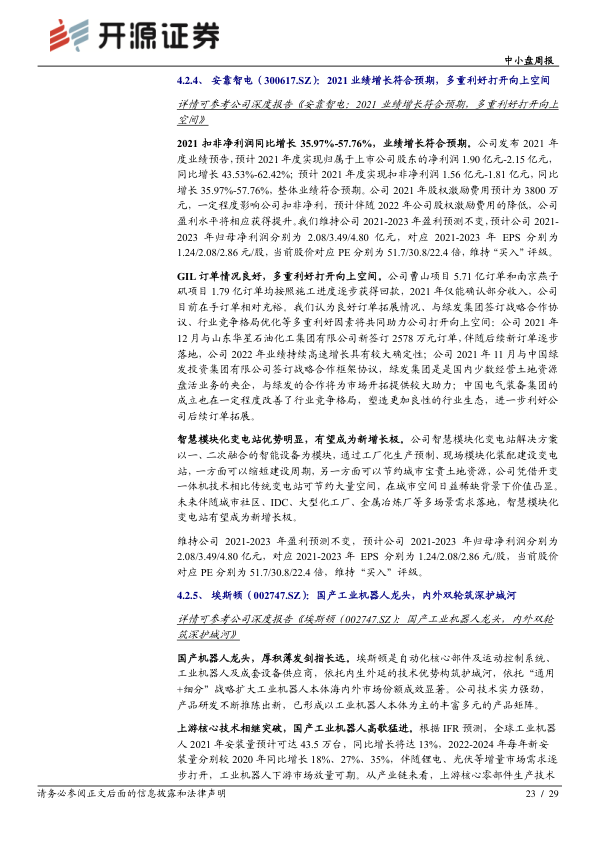 开源证券
中小盘周报
4.2.4、 安靠智电（300617.SZ）：2021 业绩增长符合预期，多重利好打开向上空间
详情可参考公司深度报告《安靠智电：2021 业绩增长符合预期，多重利好打开向上
空间》
2021 扣非净利润同比增长 35.97%-57.76%，业绩增长符合预期。公司发布 2021 年
度业绩预告，预计 2021 年度实现归属于上市公司股东的净利润 1.90 亿元-2.15 亿元，
同比增长 43.53%-62.42%；预计 2021 年度实现扣非净利润 1.56 亿元-1.81 亿元，同比
增长 35.97%-57.76%，整体业绩符合预期。公司 2021 年股权激励费用预计为 3800 万
元，一定程度影响公司扣非净利，预计伴随 2022 年公司股权激励费用的降低，公司
盈利水平将相应获得提升。我们维持公司 2021-2023 年盈利预测不变，预计公司 2021-
2023 年归母净利润分别为 2.08/3.49/4.80 亿元，对应 2021-2023 年 EPS 分别为
1.24/2.08/2.86 元/股，当前股价对应 PE 分别为 51.7/30.8/22.4 倍，维持“买入”评级。
GIL 订单情况良好，多重利好打开向上空间。公司曹山项目 5.71 亿订单和南京燕子
矶项目 1.79 亿订单均按照施工进度逐步获得回款，2021 年仅能确认部分收入，公司
目前在手订单相对充裕。我们认为良好订单拓展情况、与绿发集团签订战略合作协
议、行业竞争格局优化等多重利好因素将共同助力公司打开向上空间：公司 2021 年
12 月与山东华星石油化工集团有限公司新签订 2578 万元订单，伴随后续新订单逐步
落地，公司 2022 年业绩持续高速增长具有较大确定性；公司 2021 年 11 月与中国绿
发投资集团有限公司签订战略合作框架协议，绿发集团是是国内少数经营土地资源
盘活业务的央企，与绿发的合作将为市场开拓提供较大助力；中国电气装备集团的
成立也在一定程度改善了行业竞争格局，塑造更加良性的行业生态，进一步利好公
司后续订单拓展。
智慧模块化变电站优势明显，有望成为新增长极。公司智慧模块化变电站解决方案
以一、二次融合的智能设备为模块，通过工厂化生产预制，现场模块化装配建设变电
站，一方面可以缩短建设周期，另一方面可以节约城市宝贵土地资源，公司凭借开变
一体机技术相比传统变电站可节约大量空间，在城市空间日益稀缺背景下价值凸显。
未来伴随城市社区、IDC、大型化工厂、金属冶炼厂等多场景需求落地，智慧模块化
变电站有望成为新增长极。
维持公司 2021-2023 年盈利预测不变，预计公司 2021-2023 年归母净利润分别为
2.08/3.49/4.80 亿元，对应 2021-2023 年 EPS 分别为 1.24/2.08/2.86 元/股，当前股价
对应 PE 分别为 51.7/30.8/22.4 倍，维持“买入”评级。
4.2.5、 埃斯顿（002747.SZ）：国产工业机器人龙头，内外双轮筑深护城河
详情可参考公司深度报告《埃斯顿（002747.SZ）：国产工业机器人龙头，内外双轮
筑深护城河》
国产机器人龙头，厚积薄发剑指长远。埃斯顿是自动化核心部件及运动控制系统、
工业机器人及成套设备供应商，依托内生外延的技术优势构筑护城河，依托“通用
+细分”战略扩大工业机器人本体海内外市场份额成效显著。公司技术实力强劲，
产品研发不断推陈出新，已形成以工业机器人本体为主的丰富多元的产品矩阵。
上游核心技术相继突破，国产工业机器人高歌猛进。根据 IFR 预测，全球工业机器
人 2021 年安装量预计可达 43.5 万台，同比增长将达 13%，2022-2024 年每年新安
装量分别较 2020 年同比增长 18%、27%、35%，伴随锂电、光伏等增量市场需求逐
步打开，工业机器人下游市场放量可期。从产业链来看，上游核心零部件生产技术
请务必参阅正文后面的信息披露和法律声明
23 / 29